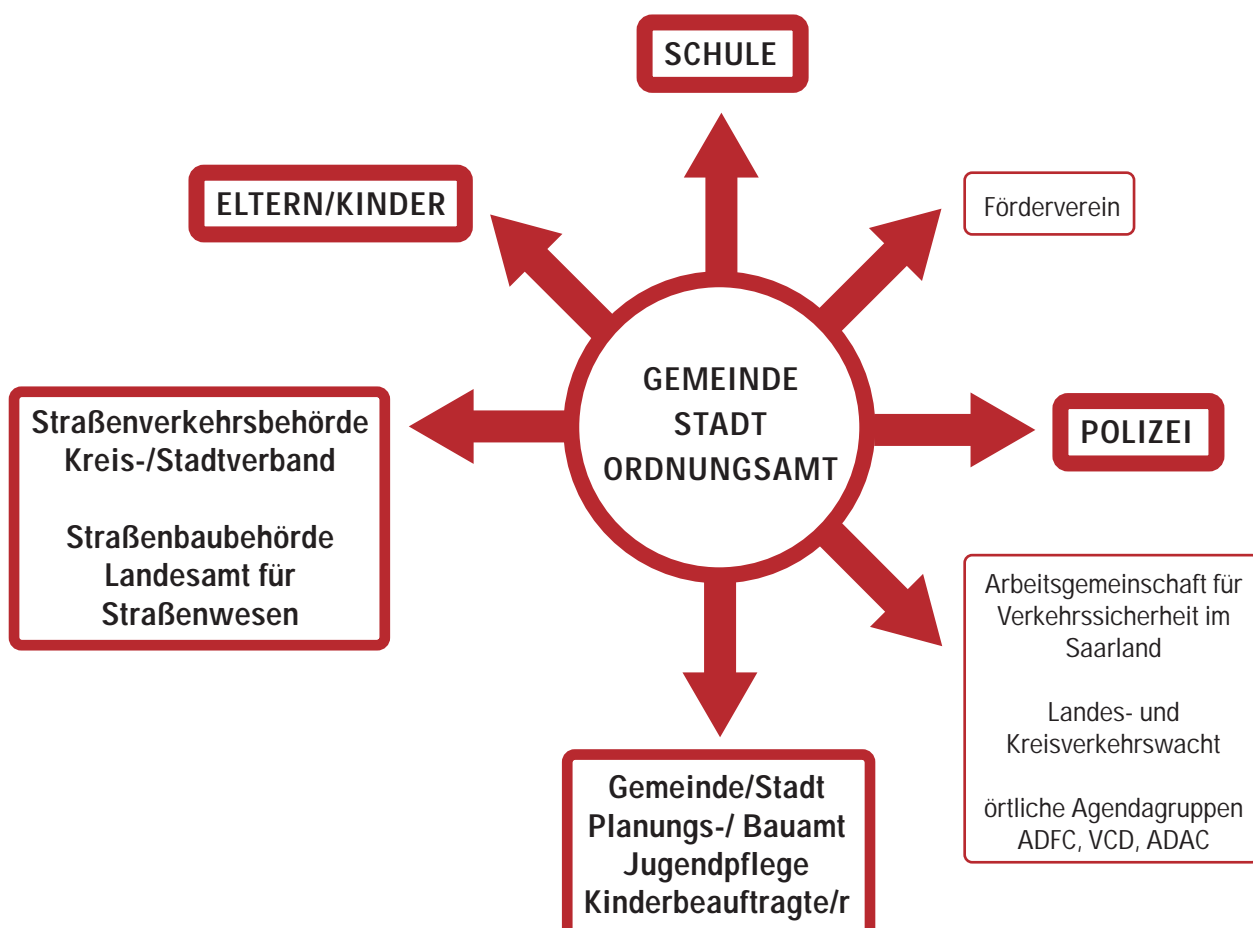 SCHULE
ELTERN/KINDER
Förderverein
GEMEINDE
STADT
ORDNUNGSAMT
Straßenverkehrsbehörde
Kreis-/Stadtverband
Straßenbaubehörde
Landesamt für
Straßenwesen
POLIZEI
Arbeitsgemeinschaft für
Verkehrssicherheit im
Saarland
Landes- und
Kreisverkehrswacht
örtliche Agendagruppen
ADFC, VCD, ADAC
Gemeinde/Stadt
Planungs-/ Bauamt
Jugendpflege
Kinderbeauftragte/r